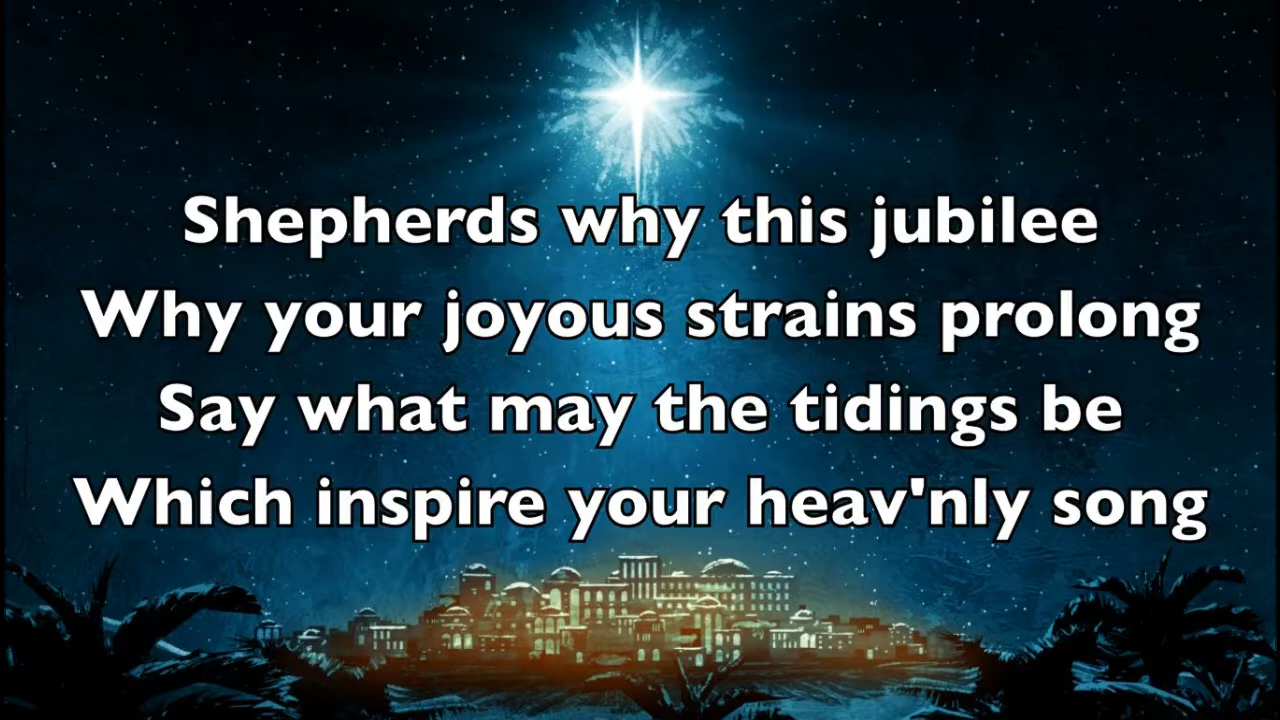 Shepherds why this jubilee
Why your joyous strains prolong
Say what may the tidings be
Which inspire your heav'nly song